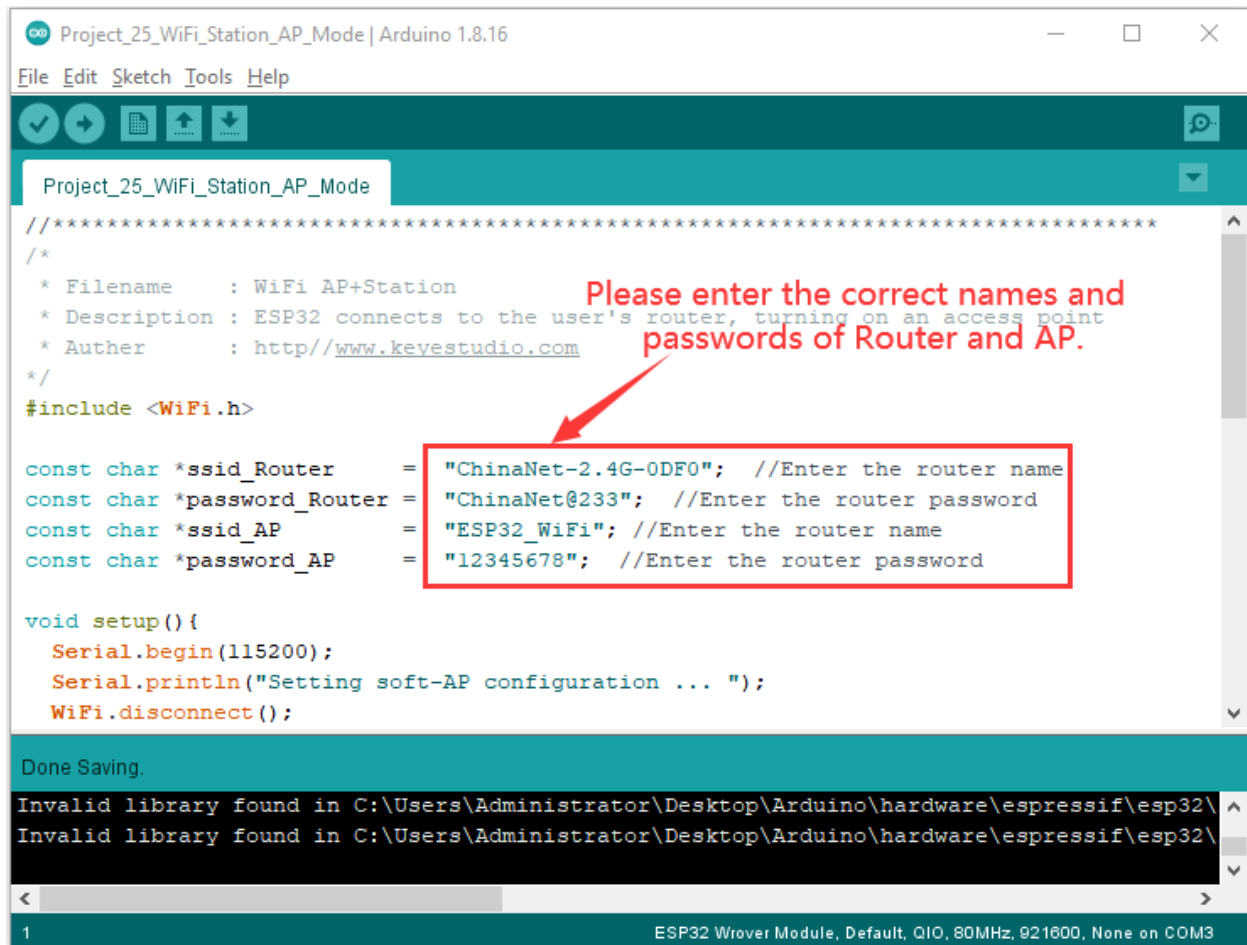 Project_25_WiFi_Station_AP_Mode | Arduino 1.8.16
File Edit Sketch Tools Help
Project_25_WiFi_Station_AP_Mode
//**********************************************************************************
/*
* Filename : WiFi AP+Station
* Description : ESP32 connects to the user's router, turning on an access point
* Auther : http//www.keyestudio.com
*/
Please enter the correct names and
passwords of Router and AP.
#include <WiFi.h>
const char *ssid_Router = "ChinaNet-2.4G-0DF0"; //Enter the router name
const char *password_Router = "ChinaNet@233"; //Enter the router password
const char *ssid_AP = "ESP32_WiFi"; //Enter the router name
const char *password_AP = "12345678"; //Enter the router password
void setup(){
Serial.begin(115200);
Serial.println("Setting soft-AP configuration ... ");
WiFi.disconnect();
Done Saving.
Invalid library found in C:\Users\Administrator\Desktop\Arduino\hardware\espressif\esp32\
Invalid library found in C:\Users\Administrator\Desktop\Arduino\hardware\espressif\esp32\
1
ESP32 Wrover Module, Default, QIO, 80MHz, 921600, None on COM3